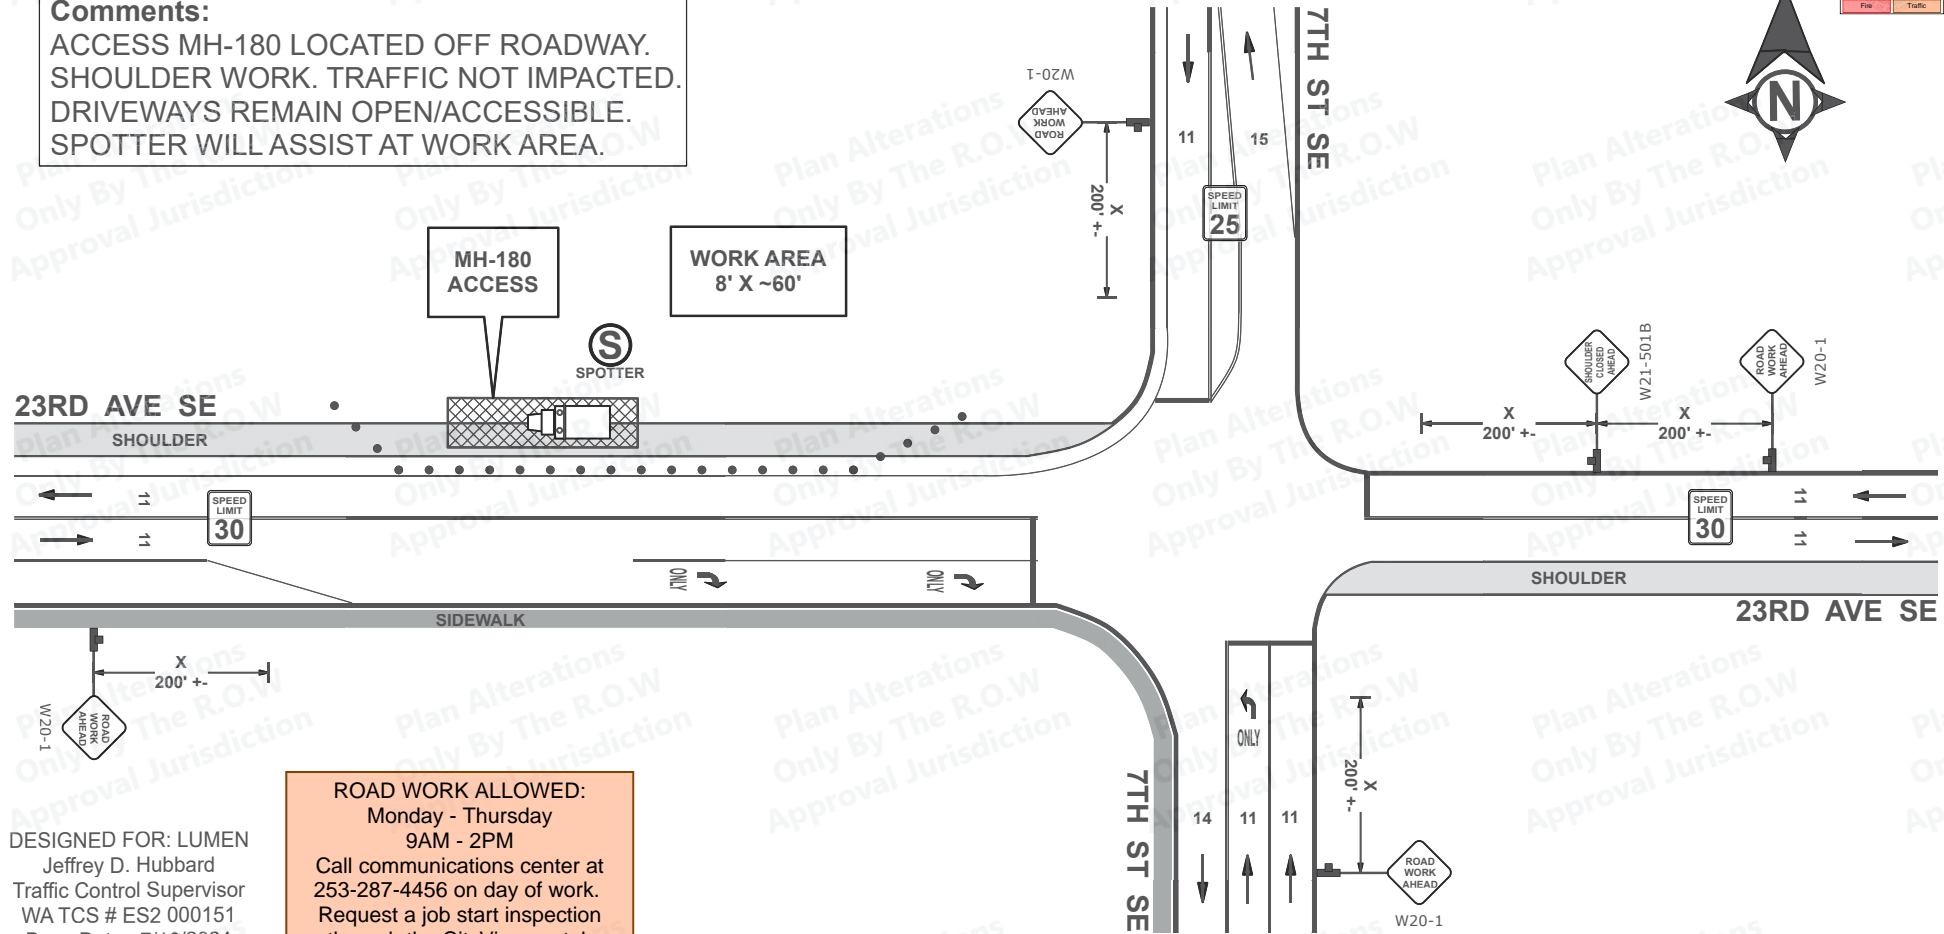 Comments:
ACCESS MH-180 LOCATED OFF ROADWAY.
SHOULDER WORK. TRAFFIC NOT IMPACTED.
DRIVEWAYS REMAIN OPEN/ACCESSIBLE.
SPOTTER WILL ASSIST AT WORK AREA.
Fire
Traffic
N
W20-1
ROAD
WORK
AHEAD
X
200' +-
11
15
SPEED
LIMIT
25
7TH ST SE
MH-180
ACCESS
WORK AREA
8' X ~60'
S
SPOTTER
23RD AVE SE
SHOULDER
11
11
SPEED
LIMIT
30
ONLY
ONLY
SIDEWALK
SHOULDER
CLOSED
AHEAD
W21-501B
ROAD
WORK
AHEAD
W20-1
X
200' +-
X
200' +-
SPEED
LIMIT
30
11
11
SHOULDER
23RD AVE SE
X
200' +-
W20-1
ROAD
WORK
AHEAD
ONLY
14
11
11
7TH ST SE
X
200' +-
ROAD
WORK
AHEAD
W20-1
DESIGNED FOR: LUMEN
Jeffrey D. Hubbard
Traffic Control Supervisor
WA TCS # ES2 000151
ROAD WORK ALLOWED:
Monday - Thursday
9AM - 2PM
Call communications center at
253-287-4456 on day of work.
Request a job start inspection
Plan Alterations
Only By The R.O.W
Approval Jurisdiction